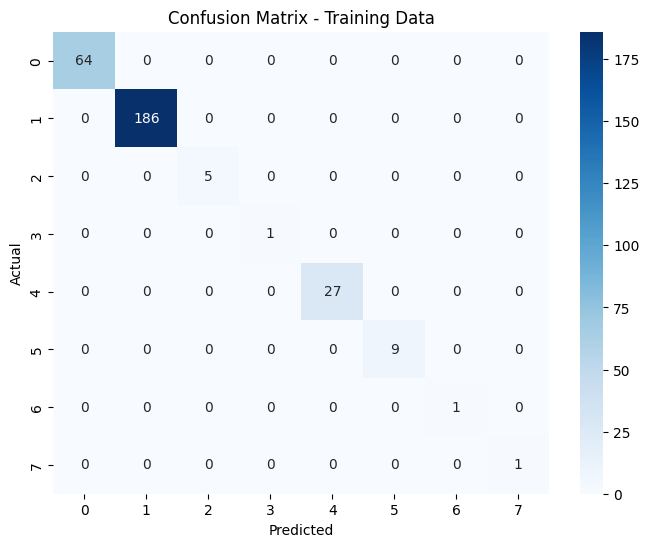 Confusion Matrix - Training Data
Actual
0 64 0 0 0 0 0 0 0
1 0 186 0 0 0 0 0 0
2 0 0 5 0 0 0 0 0
3 0 0 0 1 0 0 0 0
4 0 0 0 0 27 0 0 0
5 0 0 0 0 0 9 0 0
6 0 0 0 0 0 0 1 0
7 0 0 0 0 0 0 0 1
0 1 2 3 4 5 6 7
Predicted
175
150
125
100
75
50
25
0